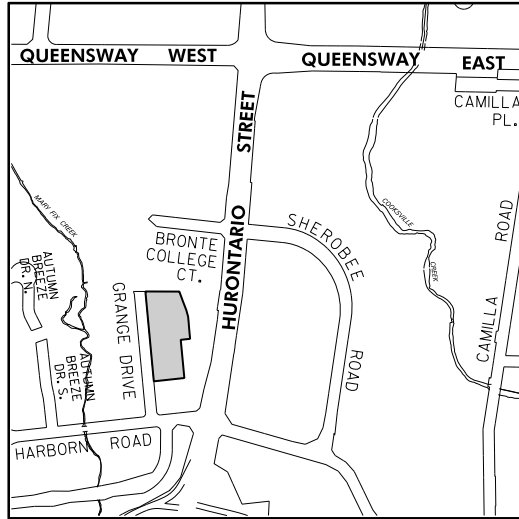 QUEENSWAY WEST
QUEENSWAY EAST
CAMILLA
PL.
HURONTARIO STREET
MARY FIX CREEK
COOKSVILLE
CREEK
SHEROBEE
ROAD
BRONTE
COLLEGE
CT.
CAMILLA ROAD
AUTUMN
BREEZE
DR. N.
GRANGE DRIVE
AUTUMN
BREEZE
DR. S.
HARBORN ROAD